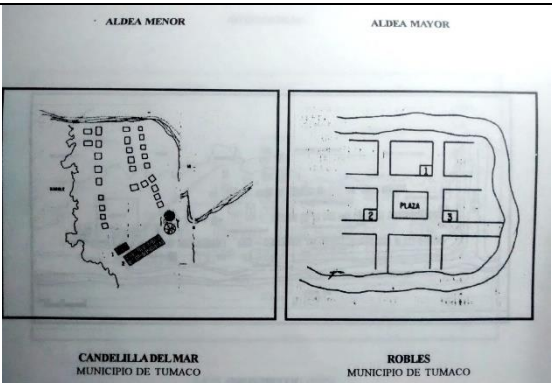 ALDEA MENOR
ALDEA MAYOR
1
2
PLAZA
3
CANDELILLA DEL MAR
MUNICIPIO DE TUMACO
ROBLES
MUNICIPIO DE TUMACO